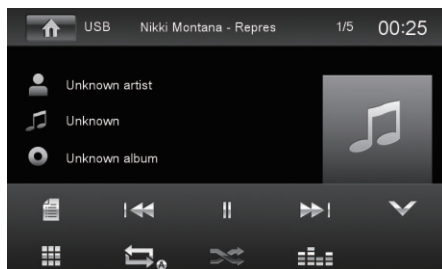 USB Nikki Montana - Repres 1/5 00:25
Unknown artist
Unknown
Unknown album
A